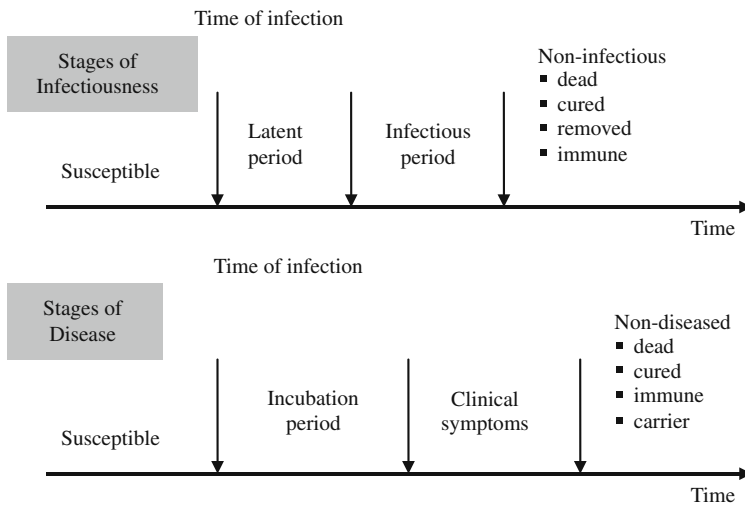 Time of infection
Stages of
Infectiousness
Non-infectious
▪ dead
▪ cured
▪ removed
▪ immune
Latent
period
Infectious
period
Susceptible
Time
Time of infection
Stages of
Disease
Non-diseased
▪ dead
▪ cured
▪ immune
▪ carrier
Incubation
period
Clinical
symptoms
Susceptible
Time